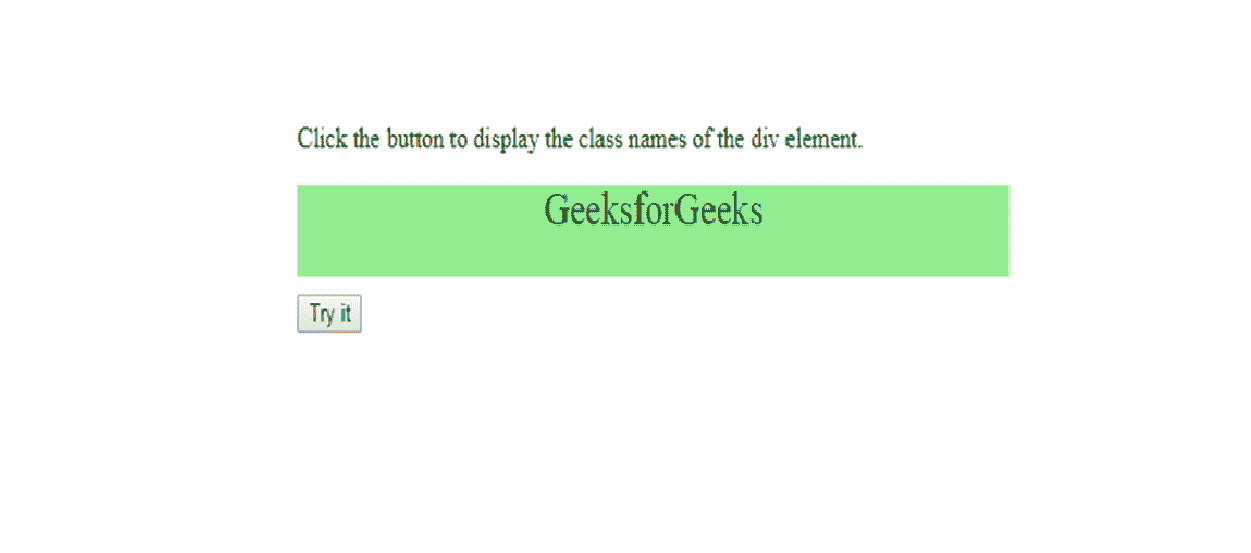 Click the button to display the class names of the div element.
GeeksforGeeks
Try it